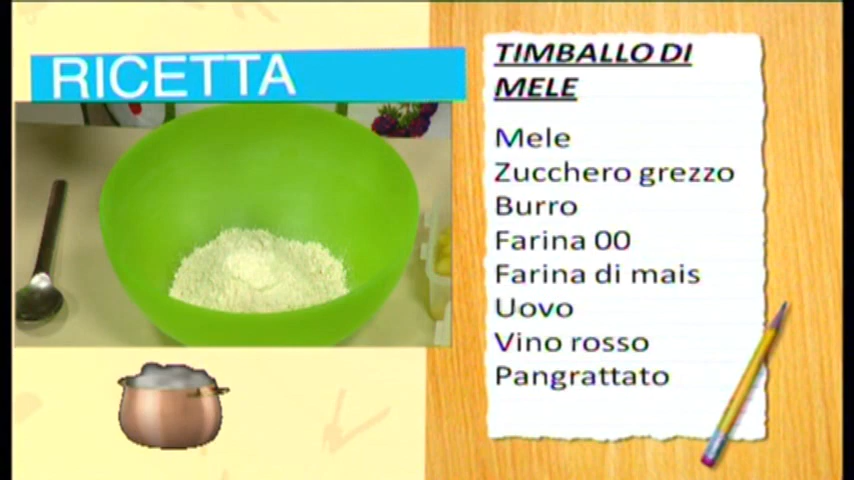 RICETTA
TIMBALLO DI
MELE
Mele
Zucchero grezzo
Burro
Farina 00
Farina di mais
Uovo
Vino rosso
Pangrattato